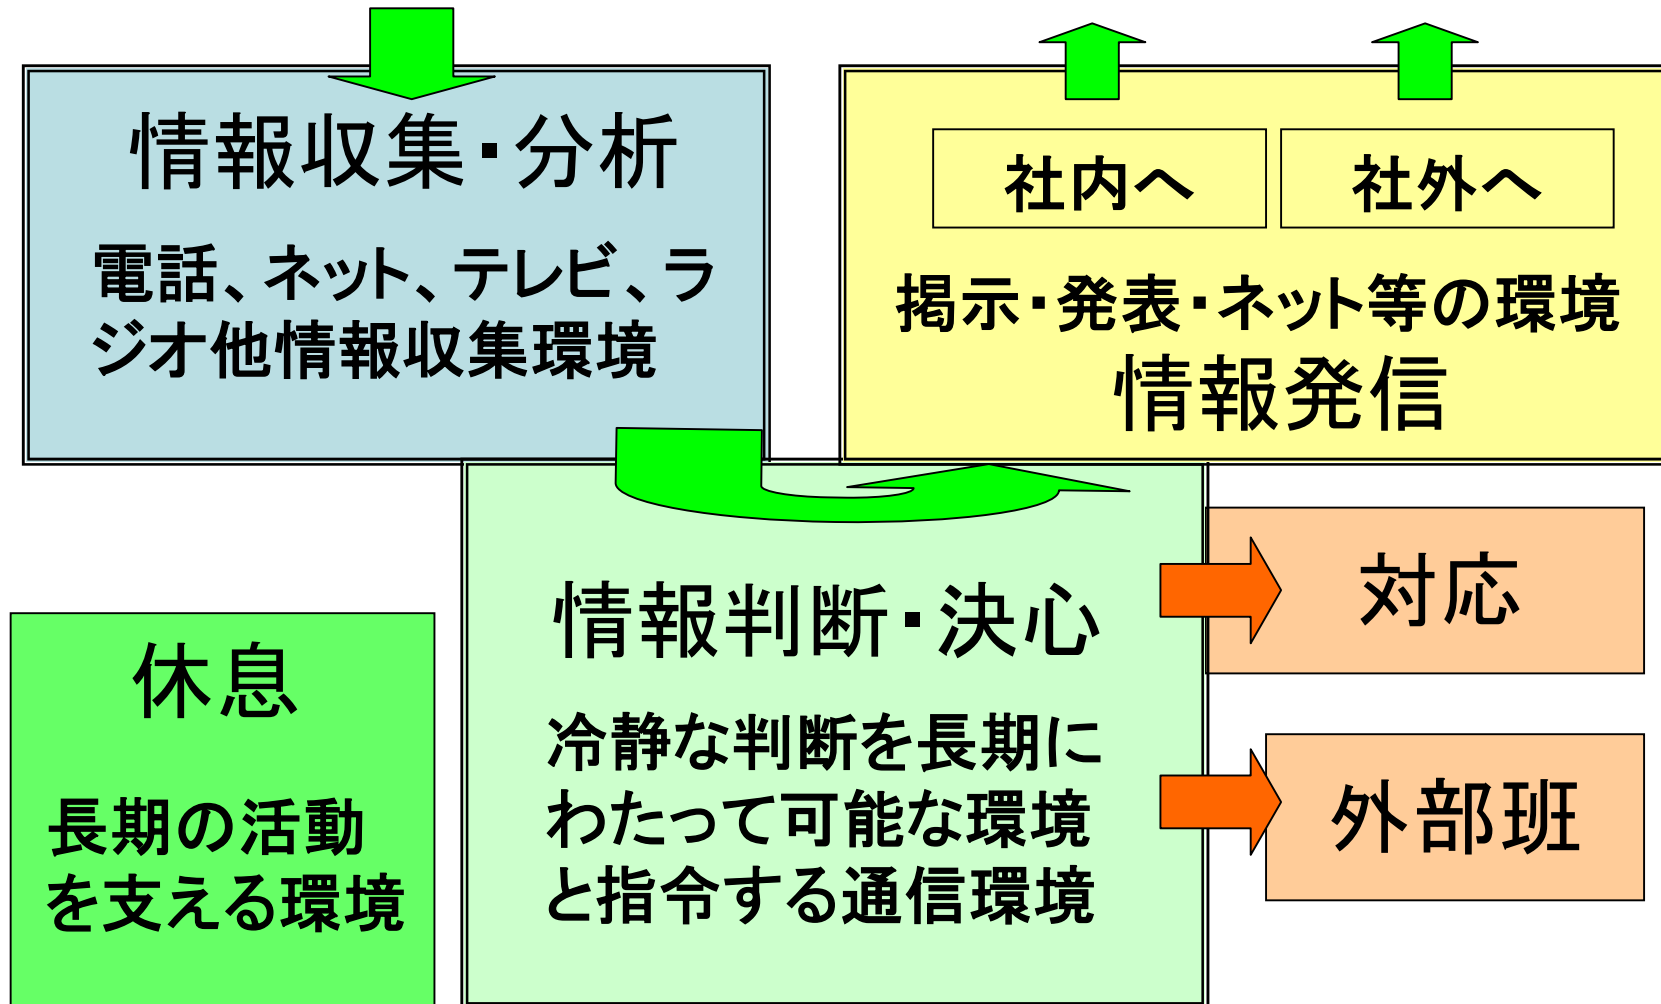 情報収集・分析
電話、ネット、テレビ、ラ
ジオ他情報収集環境
社内へ
社外へ
掲示・発表・ネット等の環境
情報発信
情報判断・決心
冷静な判断を長期に
わたって可能な環境
と指令する通信環境
対応
外部班
休息
長期の活動
を支える環境